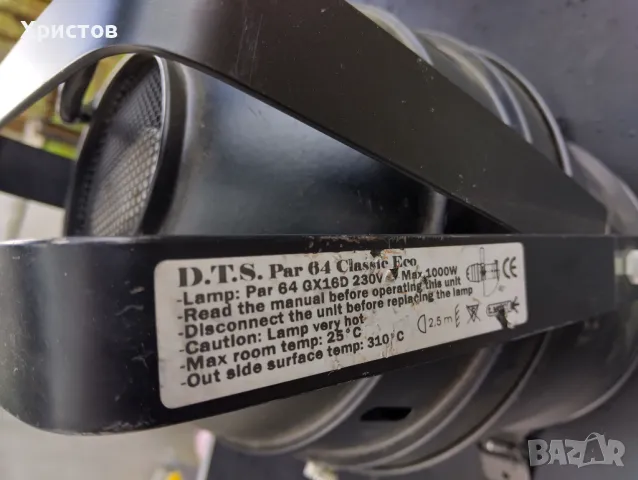 Христов
D.T.S. Par 64 Classic Eco
-Lamp: Par 64 GX16D 230V ~ Max 1000W
-Read the manual before operating this unit
-Disconnect the unit before replacing the lamp
-Caution: Lamp very hot
-Max room temp: 25°C
-Out side surface temp: 310°C
2.5m
CE
BAZAR